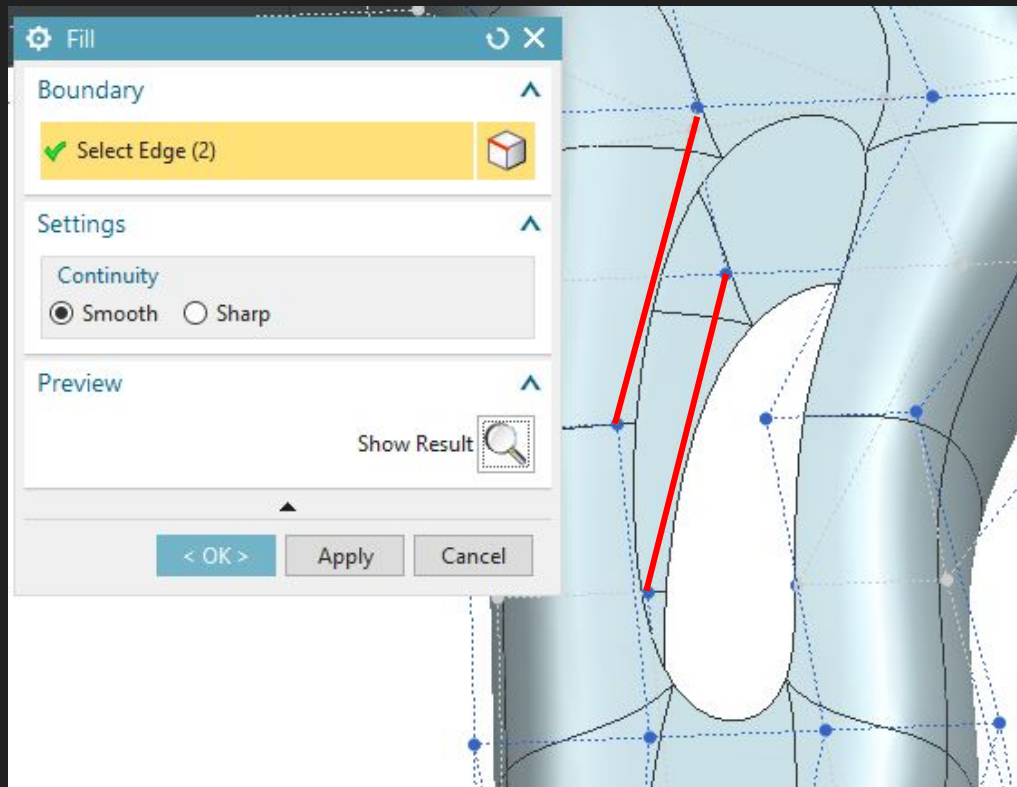 Fill
Boundary
Select Edge (2)
Settings
Continuity
Smooth Sharp
Preview
Show Result
< OK > Apply Cancel